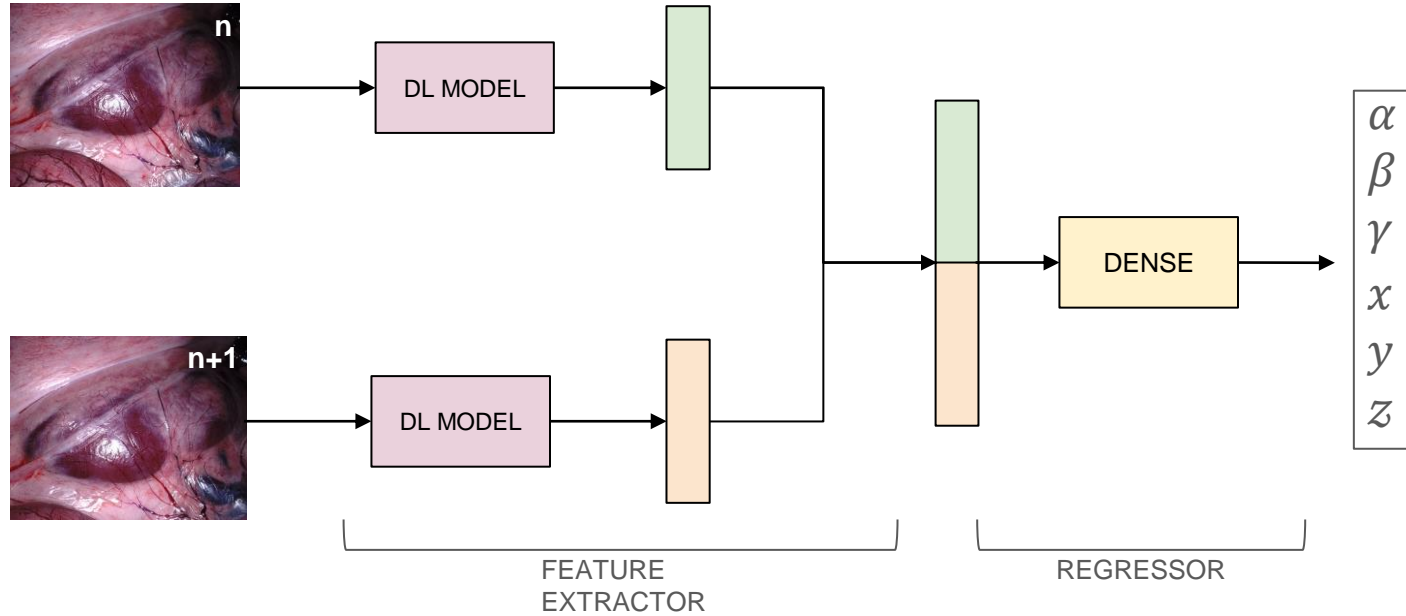 n
DL MODEL
n+1
DL MODEL
DENSE
α
β
γ
x
y
z
FEATURE
EXTRACTOR
REGRESSOR